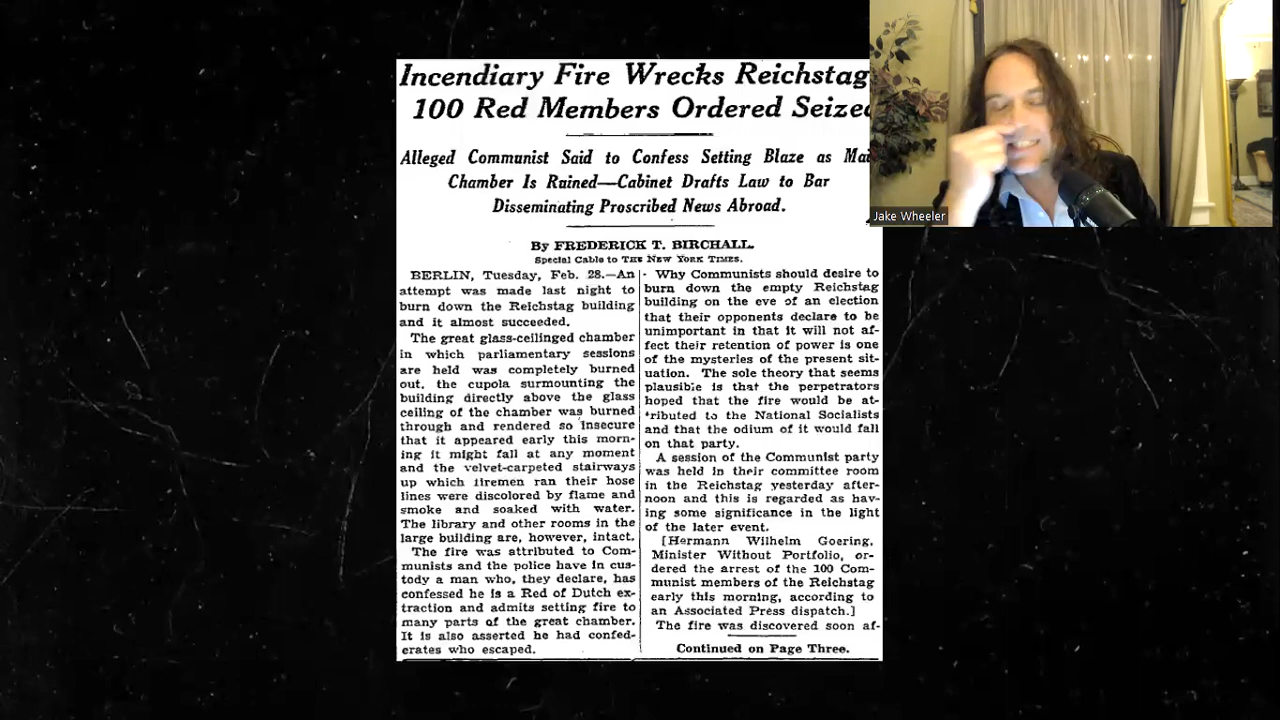 Incendiary Fire Wrecks Reichstag
100 Red Members Ordered Seized
Alleged Communist Said to Confess Setting Blaze as Mai
Chamber Is Ruined—Cabinet Drafts Law to Bar
Disseminating Proscribed News Abroad.
By FREDERICK T. BIRCHALL.
Special Cable to THE NEW YORK TIMES.
BERLIN, Tuesday, Feb. 28.—An
attempt was made last night to
burn down the Reichstag building
and it almost succeeded.
The great glass-ceilinged chamber
in which parliamentary sessions
are held was completely burned
out, the cupola surmounting the
building directly above the glass
ceiling of the chamber was burned
through and rendered so insecure
that it appeared early this morn-
ing it might fall at any moment
and the velvet-carpeted stairways
up which firemen ran their hose
lines were discolored by flame and
smoke and soaked with water.
The library and other rooms in the
large building are, however, intact.
The fire was attributed to Com-
munists and the police have in cus-
tody a man who, they declare, has
confessed he is a Red of Dutch ex-
traction and admits setting fire to
many parts of the great chamber.
It is also asserted he had confed-
erates who escaped.
Why Communists should desire to
burn down the empty Reichstag
building on the eve of an election
that their opponents declare to be
unimportant in that it will not af-
fect their retention of power is one
of the mysteries of the present sit-
uation. The sole theory that seems
plausible is that the perpetrators
hoped that the fire would be at-
tributed to the National Socialists
and that the odium of it would fall
on that party.
A session of the Communist party
was held in their committee room
in the Reichstag yesterday after-
noon and this is regarded as hav-
ing some significance in the light
of the later event.
[Hermann Wilhelm Goering,
Minister Without Portfolio, or-
dered the arrest of the 100 Com-
munist members of the Reichstag
early this morning, according to
an Associated Press dispatch.]
The fire was discovered soon af-
Continued on Page Three.
Jake Wheeler